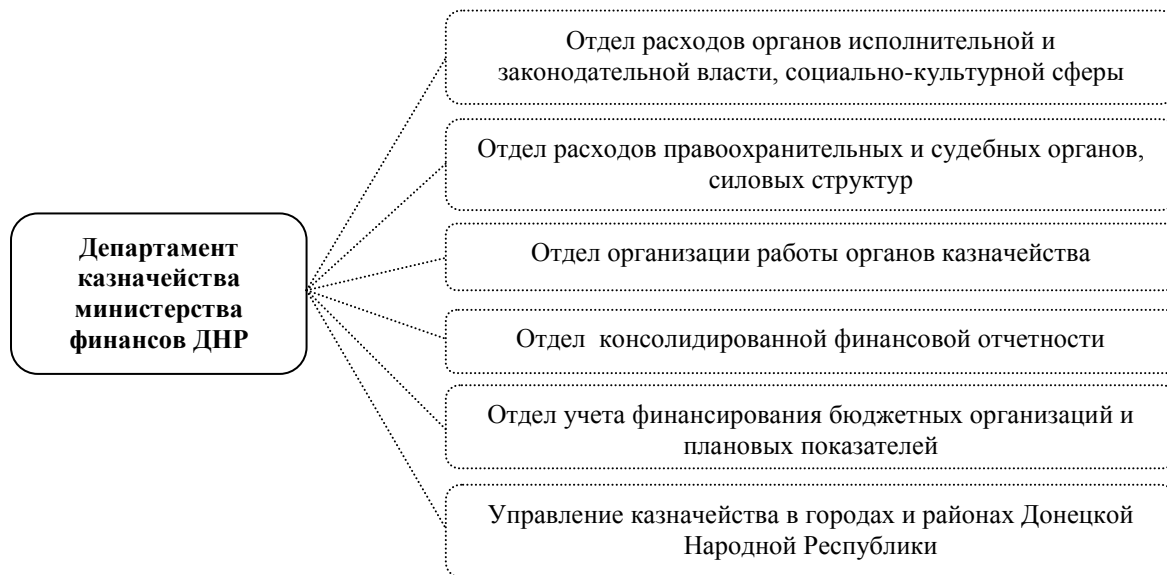 Отдел расходов органов исполнительной и
законодательной власти, социально-культурной сферы
Отдел расходов правоохранительных и судебных органов,
силовых структур
Департамент
казначейства
министерства
финансов ДНР
Отдел организации работы органов казначейства
Отдел  консолидированной финансовой отчетности
Отдел учета финансирования бюджетных организаций и
плановых показателей
Управление казначейства в городах и районах Донецкой
Народной Республики